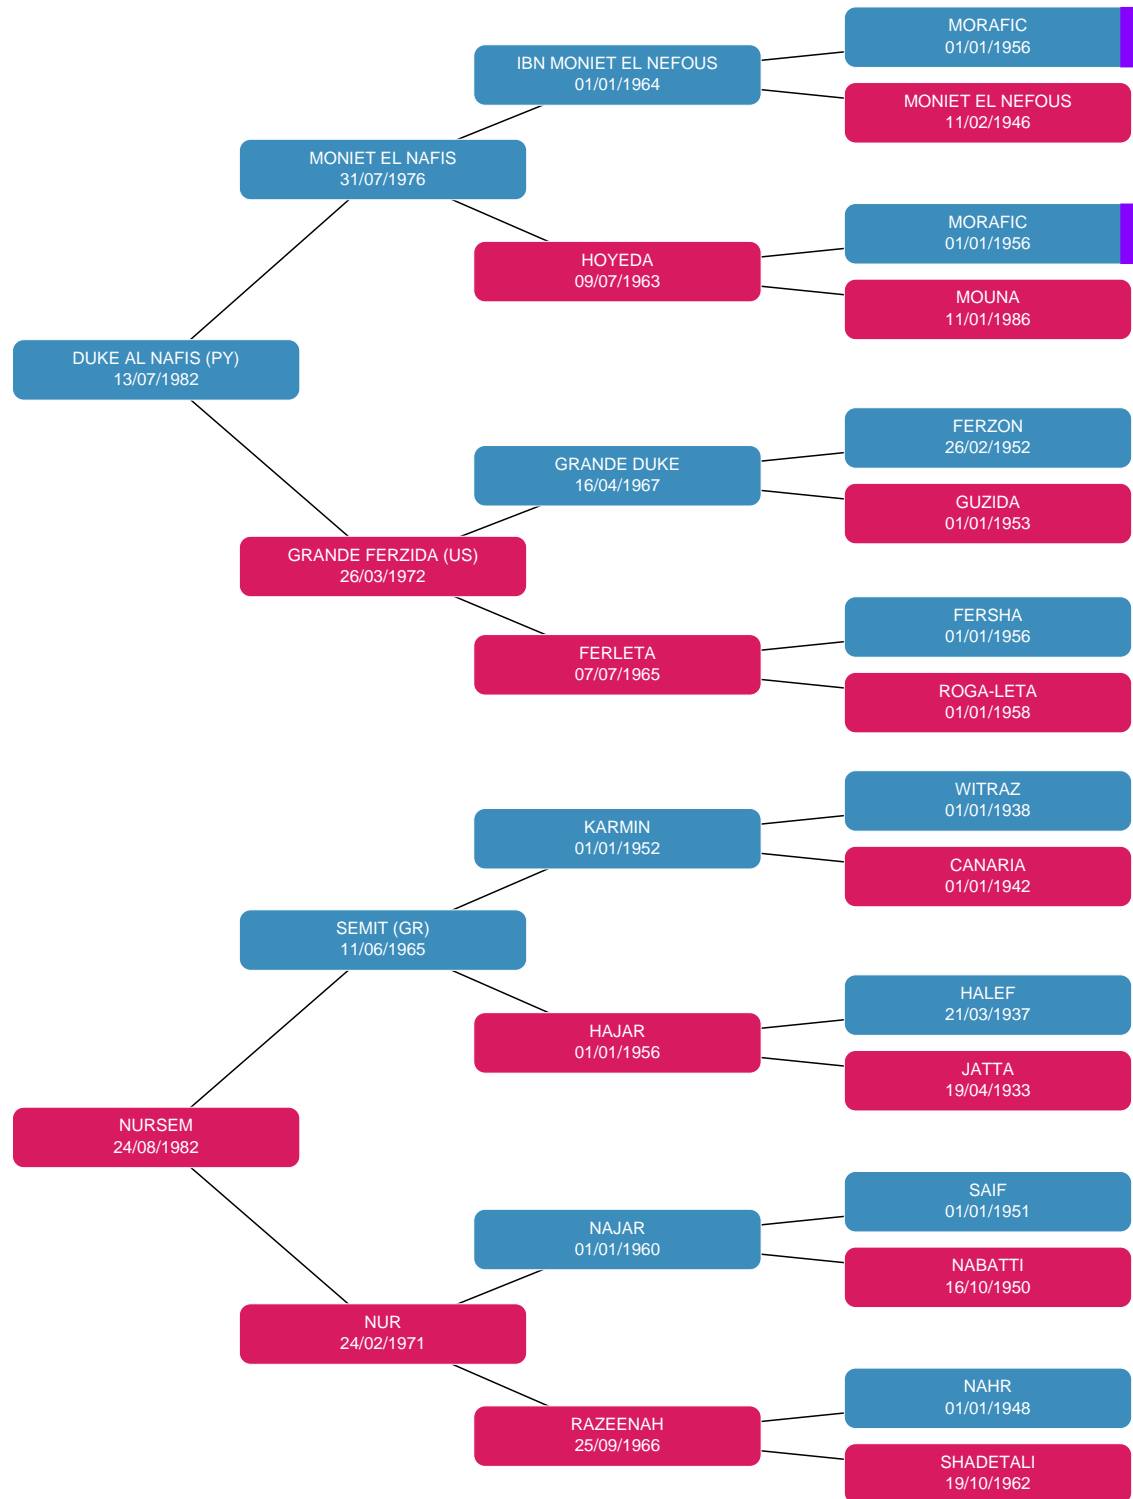 MORAFIC
01/01/1956
IBN MONIET EL NEFOUS
01/01/1964
MONIET EL NEFOUS
11/02/1946
MONIET EL NAFIS
31/07/1976
MORAFIC
01/01/1956
HOYEDA
09/07/1963
MOUNA
11/01/1986
DUKE AL NAFIS (PY)
13/07/1982
FERZON
26/02/1952
GRANDE DUKE
16/04/1967
GUZIDA
01/01/1953
GRANDE FERZIDA (US)
26/03/1972
FERSHA
01/01/1956
FERLETA
07/07/1965
ROGA-LETA
01/01/1958
WITRAZ
01/01/1938
KARMIN
01/01/1952
CANARIA
01/01/1942
SEMIT (GR)
11/06/1965
HALEF
21/03/1937
HAJAR
01/01/1956
JATTA
19/04/1933
NURSEM
24/08/1982
SAIF
01/01/1951
NAJAR
01/01/1960
NABATTI
16/10/1950
NUR
24/02/1971
NAHR
01/01/1948
RAZEENAH
25/09/1966
SHADETALI
19/10/1962